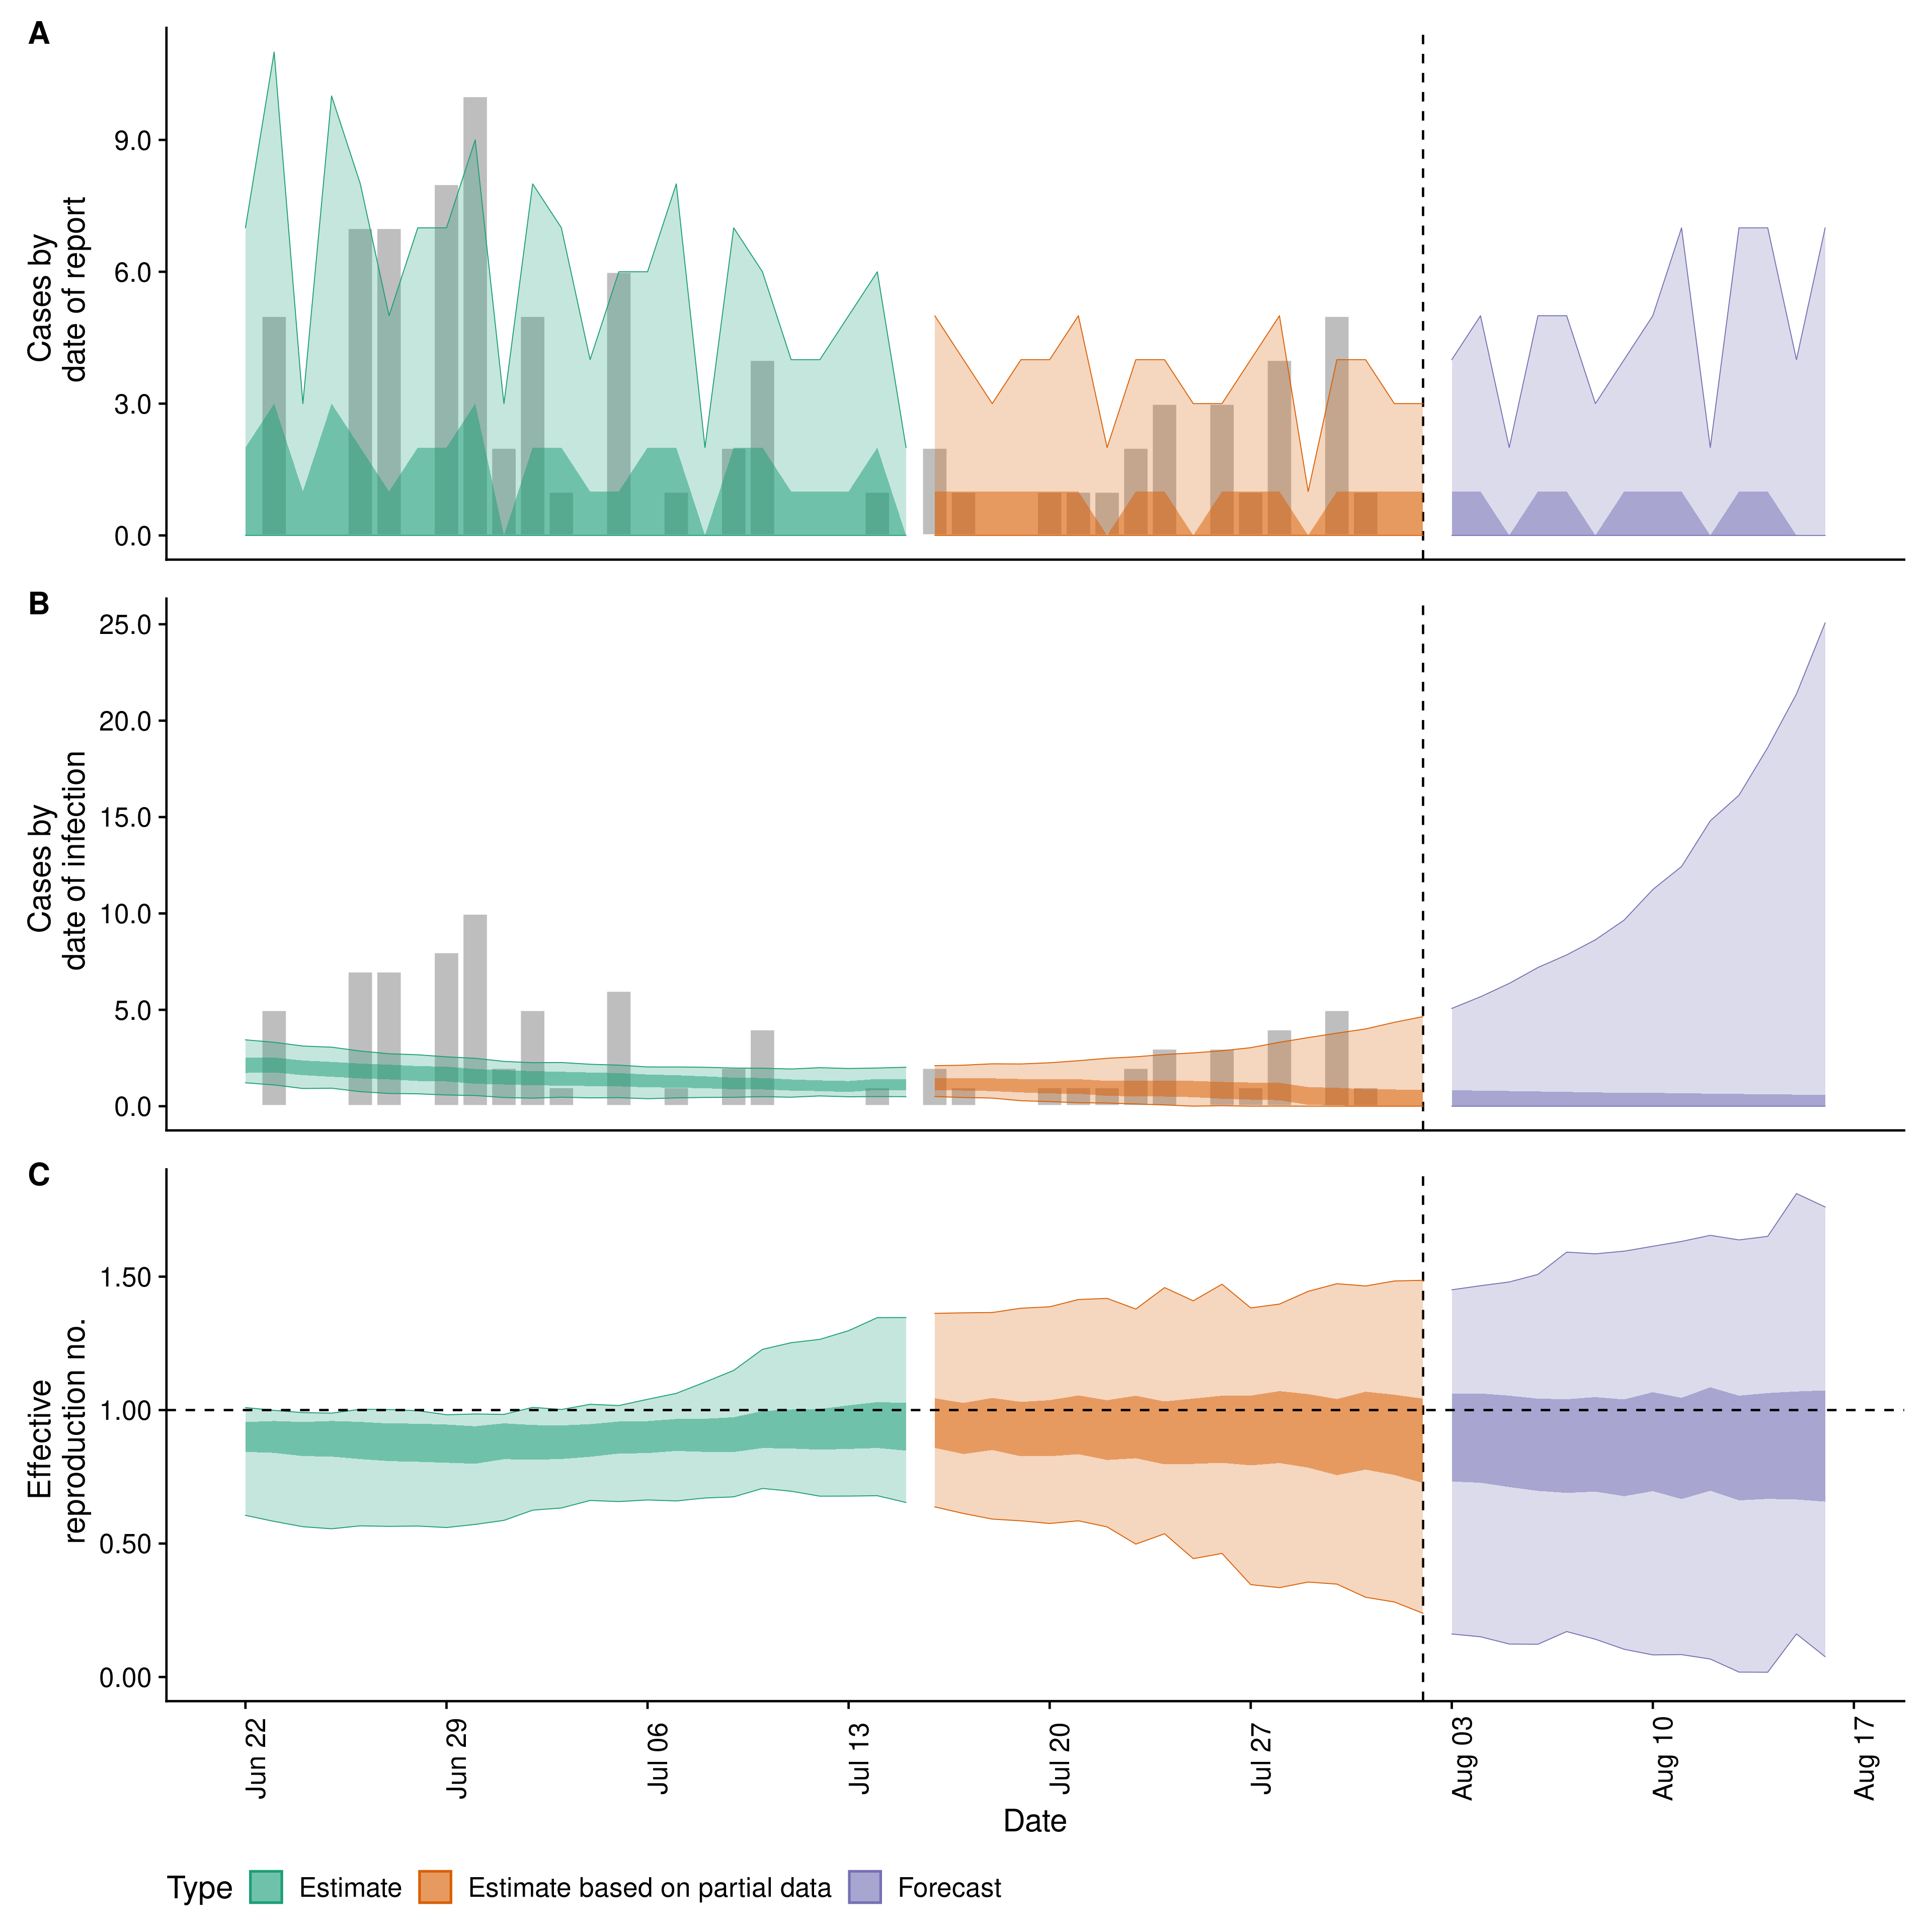 A
Cases by
date of report
9.0
6.0
3.0
0.0
B
Cases by
date of infection
25.0
20.0
15.0
10.0
5.0
0.0
C
Effective
reproduction no.
1.50
1.00
0.50
0.00
Jun 22
Jun 29
Jul 06
Jul 13
Jul 20
Jul 27
Aug 03
Aug 10
Aug 17
Date
Type Estimate Estimate based on partial data Forecast